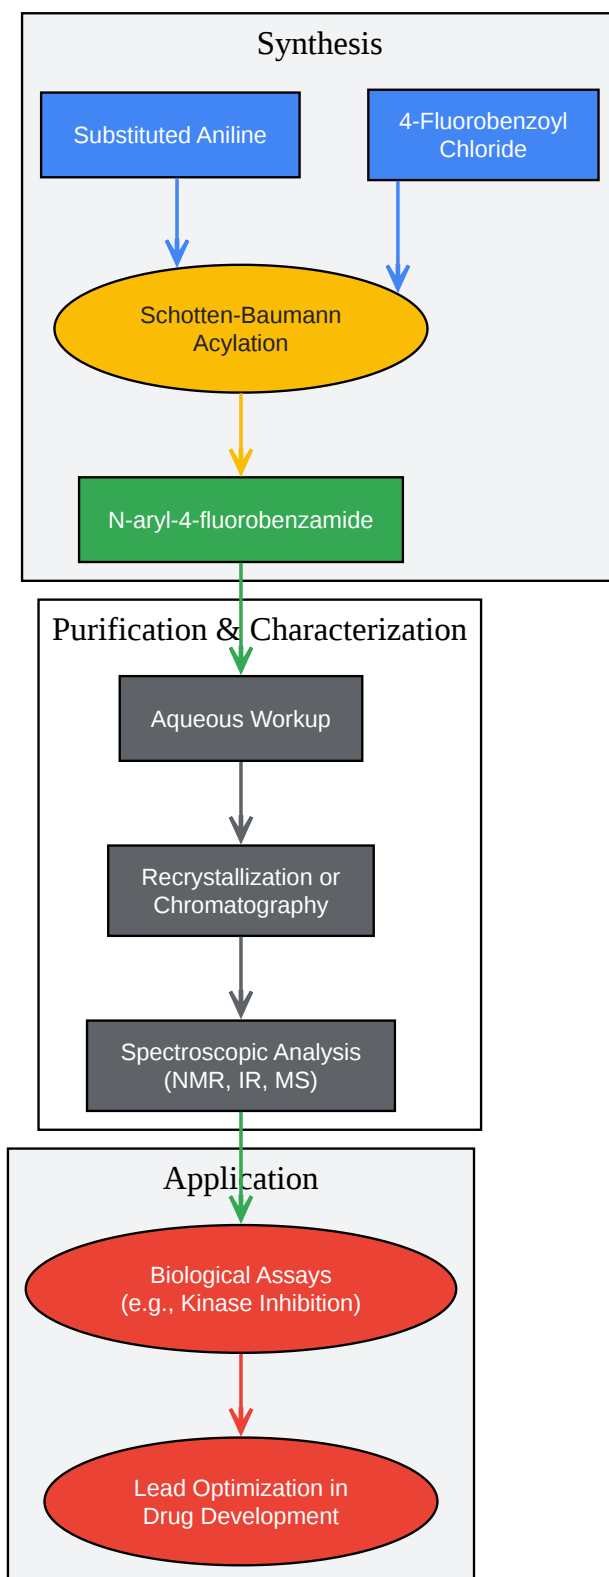 Synthesis
Substituted Aniline
4-Fluorobenzoyl
Chloride
Schotten-Baumann
Acylation
N-aryl-4-fluorobenzamide
Purification & Characterization
Aqueous Workup
Recrystallization or
Chromatography
Spectroscopic Analysis
(NMR, IR, MS)
Application
Biological Assays
(e.g., Kinase Inhibition)
Lead Optimization in
Drug Development